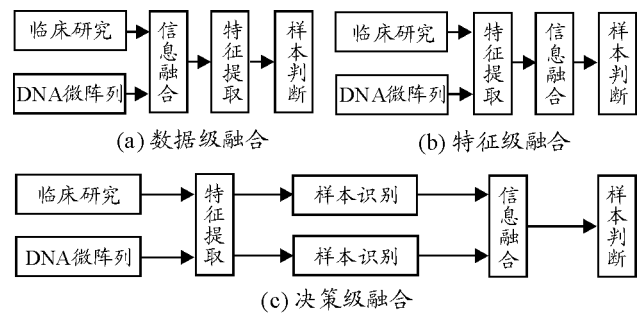 临床研究
DNA微阵列
信息融合
特征提取
样本判断
(a) 数据级融合
临床研究
DNA微阵列
特征提取
信息融合
样本判断
(b) 特征级融合
临床研究
DNA微阵列
特征提取
样本识别
样本识别
信息融合
样本判断
(c) 决策级融合